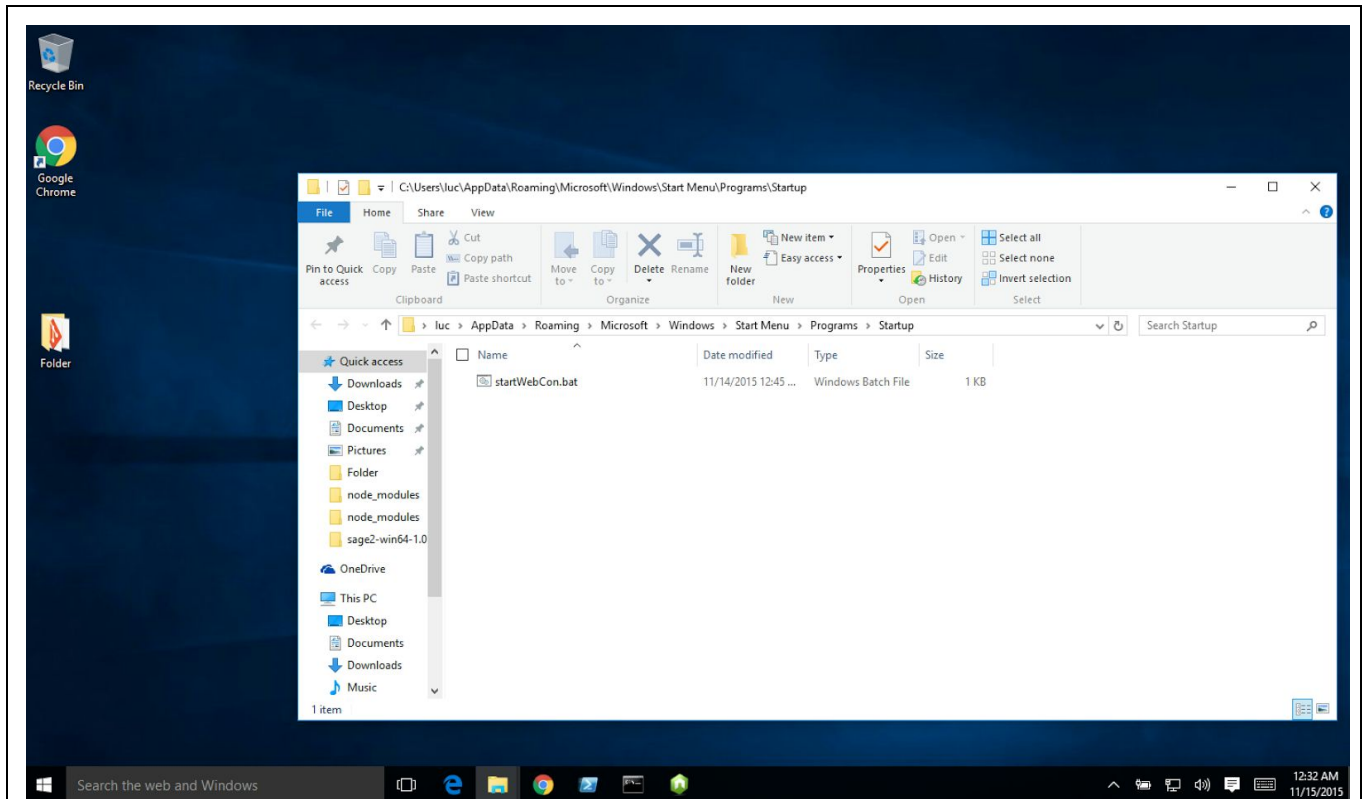 Recycle Bin
Google
Chrome
Folder
C:\Users\luc\AppData\Roaming\Microsoft\Windows\Start Menu\Programs\Startup
File Home Share View
Pin to Quick
access
Copy
Paste
Cut
Copy path
Paste shortcut
Clipboard
Move
to
Copy
to
Delete
Rename
Organize
New
folder
New item
Easy access
New
Properties
Open
Edit
History
Open
Select all
Select none
Invert selection
Select
luc > AppData > Roaming > Microsoft > Windows > Start Menu > Programs > Startup
Search Startup
Quick access
Downloads
Desktop
Documents
Pictures
Folder
node_modules
node_modules
sage2-win64-1.0
OneDrive
This PC
Desktop
Documents
Downloads
Music
Name Date modified Type Size
startWebCon.bat 11/14/2015 12:45 ... Windows Batch File 1 KB
1 item
Search the web and Windows
12:32 AM
11/15/2015